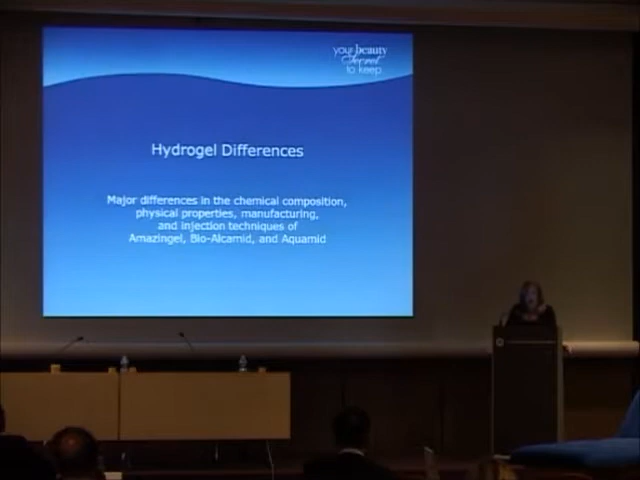 your beauty
Secret
to keep
Hydrogel Differences
Major differences in the chemical composition,
physical properties, manufacturing,
and injection techniques of
Amazingel, Bio-Alcamid, and Aquamid